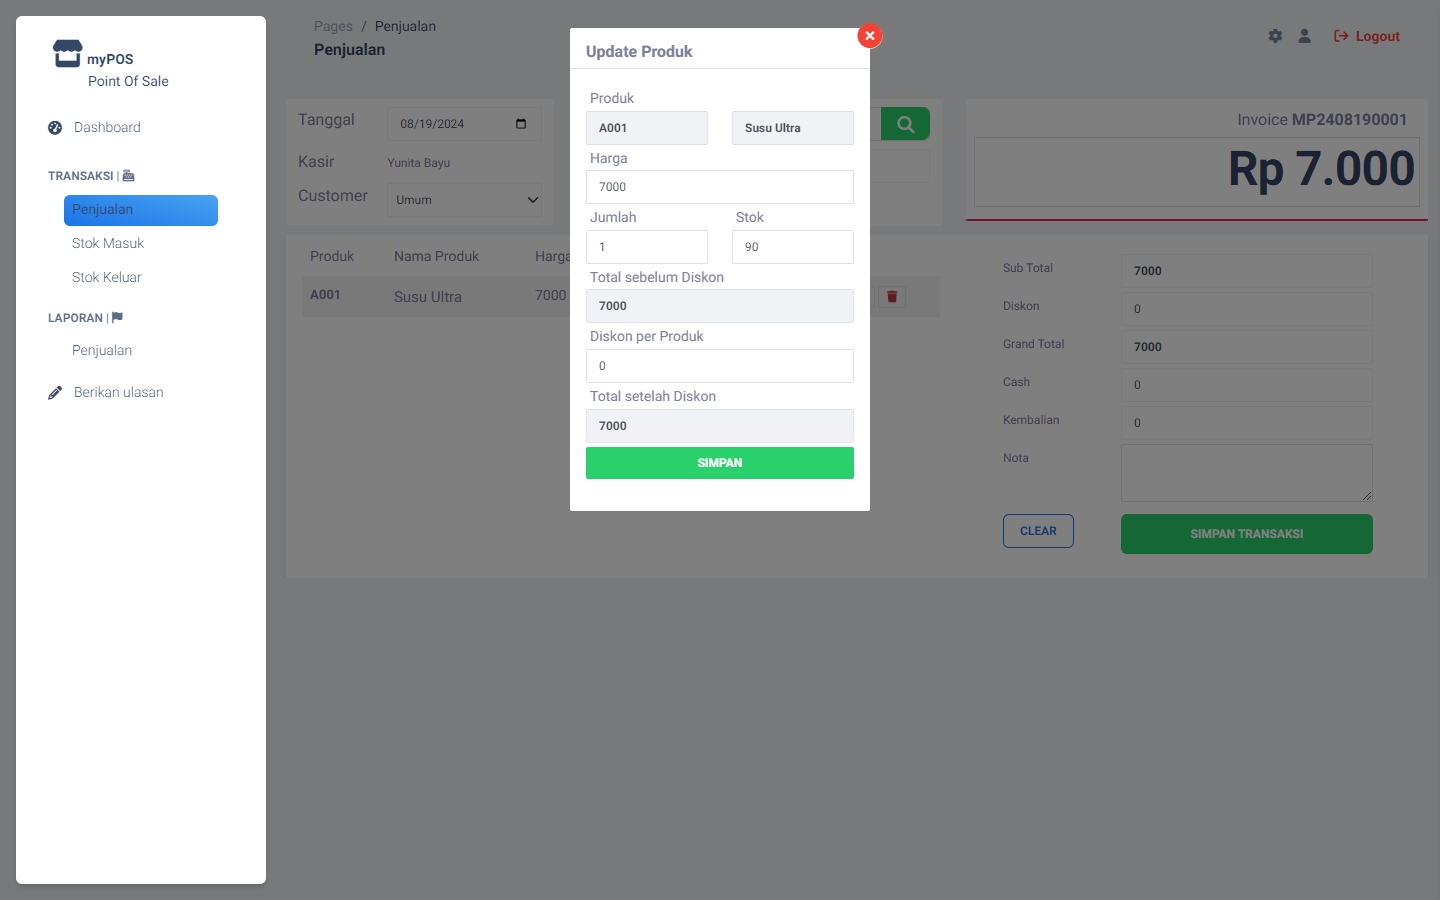 myPOS
Point Of Sale
Dashboard
TRANSAKSI |
Penjualan
Stok Masuk
Stok Keluar
LAPORAN |
Penjualan
Berikan ulasan
Pages / Penjualan
Penjualan
Logout
Tanggal 08/19/2024
Kasir Yunita Bayu
Customer Umum
Invoice MP2408190001
Rp 7.000
Produk Nama Produk Harga
A001 Susu Ultra 7000
Update Produk
Produk
A001 Susu Ultra
Harga
7000
Jumlah Stok
1 90
Total sebelum Diskon
7000
Diskon per Produk
0
Total setelah Diskon
7000
SIMPAN
Sub Total 7000
Diskon 0
Grand Total 7000
Cash 0
Kembalian 0
Nota
CLEAR SIMPAN TRANSAKSI